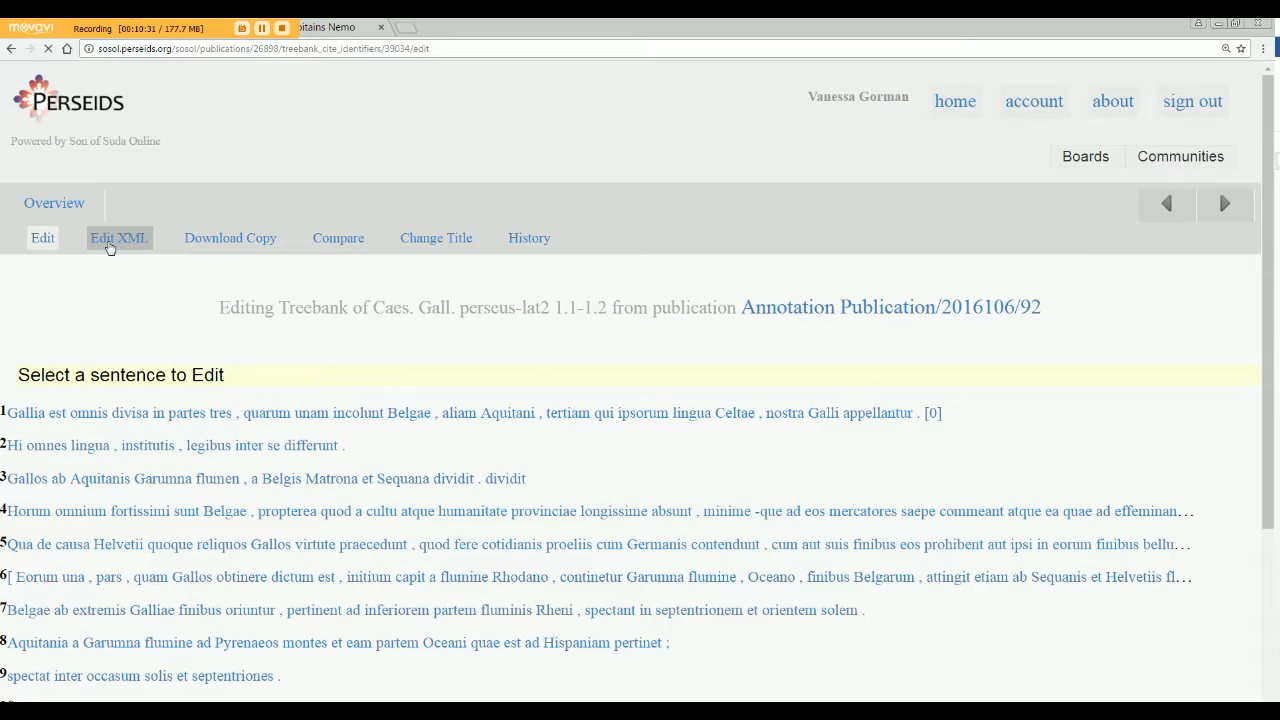 movavi
Recording [00:10:31 / 177.7 MB]
pitains Nemo
sosol.perseids.org/sosol/publications/26898/treebank_cite_identifiers/39034/edit
PERSEIDS
Vanessa Gorman
home
account
about
sign out
Powered by Son of Suda Online
Boards
Communities
Overview
Edit
Edit XML
Download Copy
Compare
Change Title
History
Editing Treebank of Caes. Gall. perseus-lat2 1.1-1.2 from publication Annotation Publication/2016106/92
Select a sentence to Edit
1Gallia est omnis divisa in partes tres , quarum unam incolunt Belgae , aliam Aquitani , tertiam qui ipsorum lingua Celtae , nostra Galli appellantur . [0]
2Hi omnes lingua , institutis , legibus inter se differunt .
3Gallos ab Aquitanis Garumna flumen , a Belgis Matrona et Sequana dividit . dividit
4Horum omnium fortissimi sunt Belgae , propterea quod a cultu atque humanitate provinciae longissime absunt , minime -que ad eos mercatores saepe commeant atque ea quae ad effeminan…
5Qua de causa Helvetii quoque reliquos Gallos virtute praecedunt , quod fere cotidianis proeliis cum Germanis contendunt , cum aut suis finibus eos prohibent aut ipsi in eorum finibus bellu…
6[ Eorum una , pars , quam Gallos obtinere dictum est , initium capit a flumine Rhodano , continetur Garumna flumine , Oceano , finibus Belgarum , attingit etiam ab Sequanis et Helvetiis fl…
7Belgae ab extremis Galliae finibus oriuntur , pertinent ad inferiorem partem fluminis Rheni , spectant in septentrionem et orientem solem .
8Aquitania a Garumna flumine ad Pyrenaeos montes et eam partem Oceani quae est ad Hispaniam pertinet ;
9spectat inter occasum solis et septentriones .